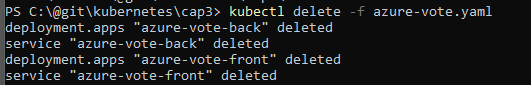 PS C:\@git\kubernetes\cap3> kubectl delete -f azure-vote.yaml
deployment.apps "azure-vote-back" deleted
service "azure-vote-back" deleted
deployment.apps "azure-vote-front" deleted
service "azure-vote-front" deleted